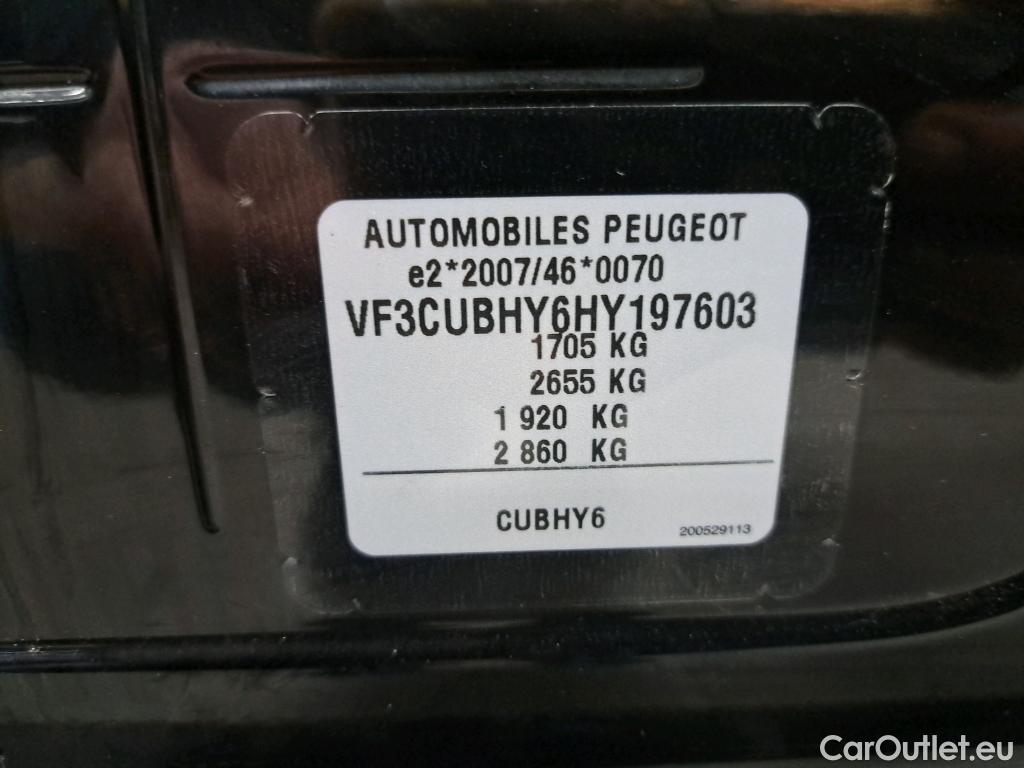 AUTOMOBILES PEUGEOT
e2*2007/46*0070
VF3CUBHY6HY197603
1705 KG
2655 KG
1 920 KG
2 860 KG
CUBHY6
200529113
CarOutlet.eu